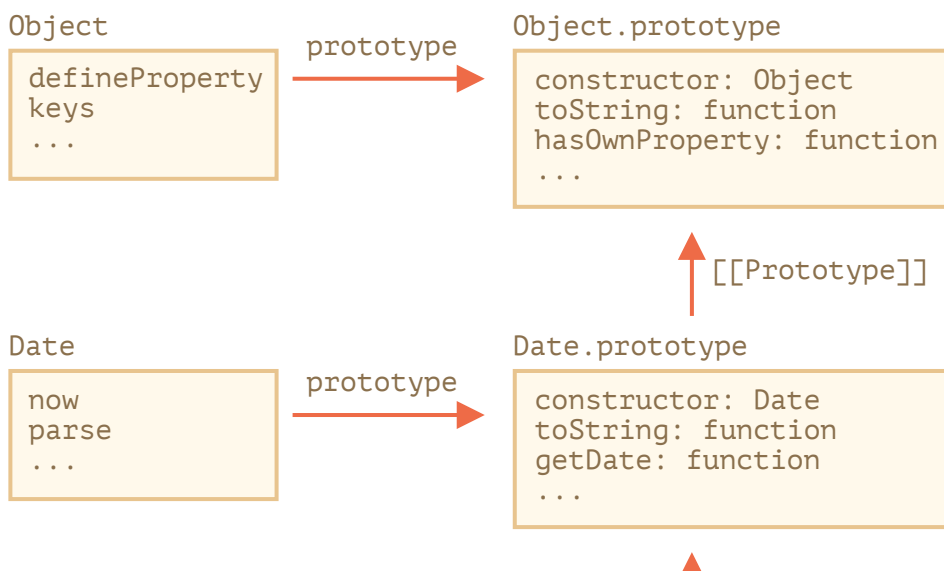 Object
prototype
Object.prototype
defineProperty
keys
...
constructor: Object
toString: function
hasOwnProperty: function
...
[[Prototype]]
Date
prototype
Date.prototype
now
parse
...
constructor: Date
toString: function
getDate: function
...